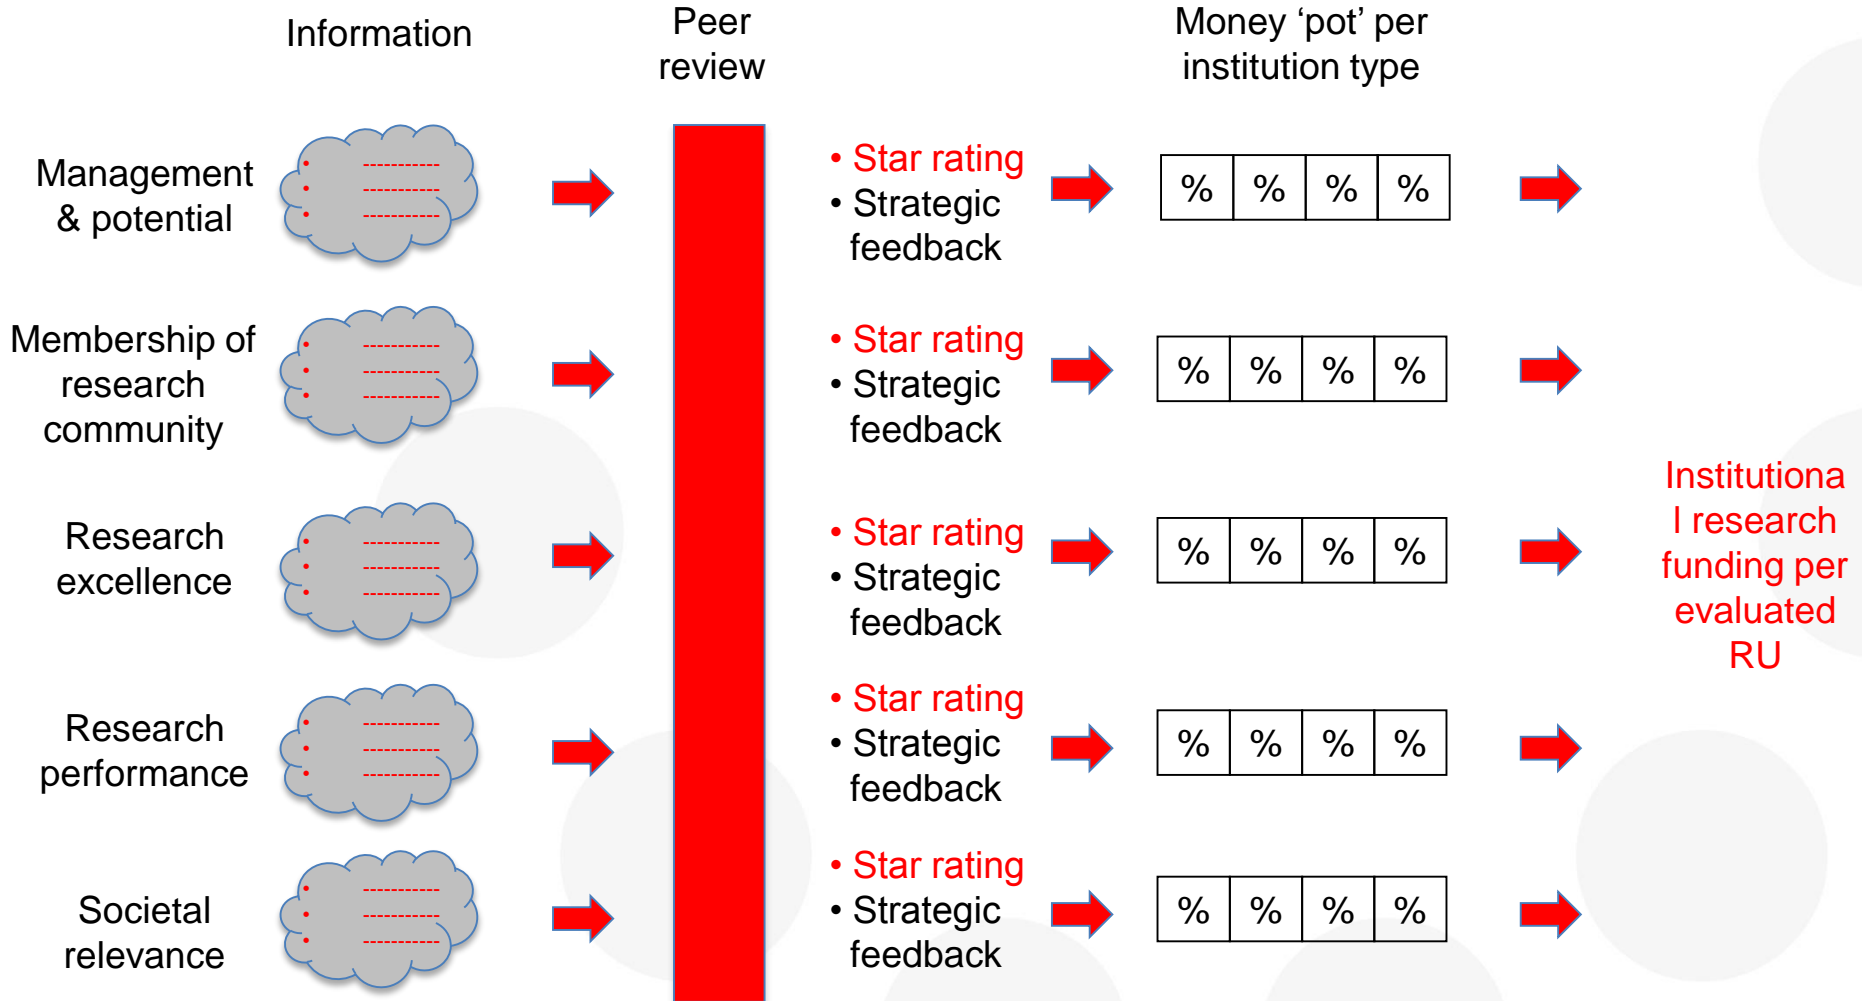 Information
Peer
review
Money ‘pot’ per
institution type
Management
& potential
• -----------
• -----------
• -----------
• Star rating
• Strategic
feedback
% % % %
Membership of
research
community
• -----------
• -----------
• -----------
• Star rating
• Strategic
feedback
% % % %
Research
excellence
• -----------
• -----------
• -----------
• Star rating
• Strategic
feedback
% % % %
Institutiona
l research
funding per
evaluated
RU
Research
performance
• -----------
• -----------
• -----------
• Star rating
• Strategic
feedback
% % % %
Societal
relevance
• -----------
• -----------
• -----------
• Star rating
• Strategic
feedback
% % % %